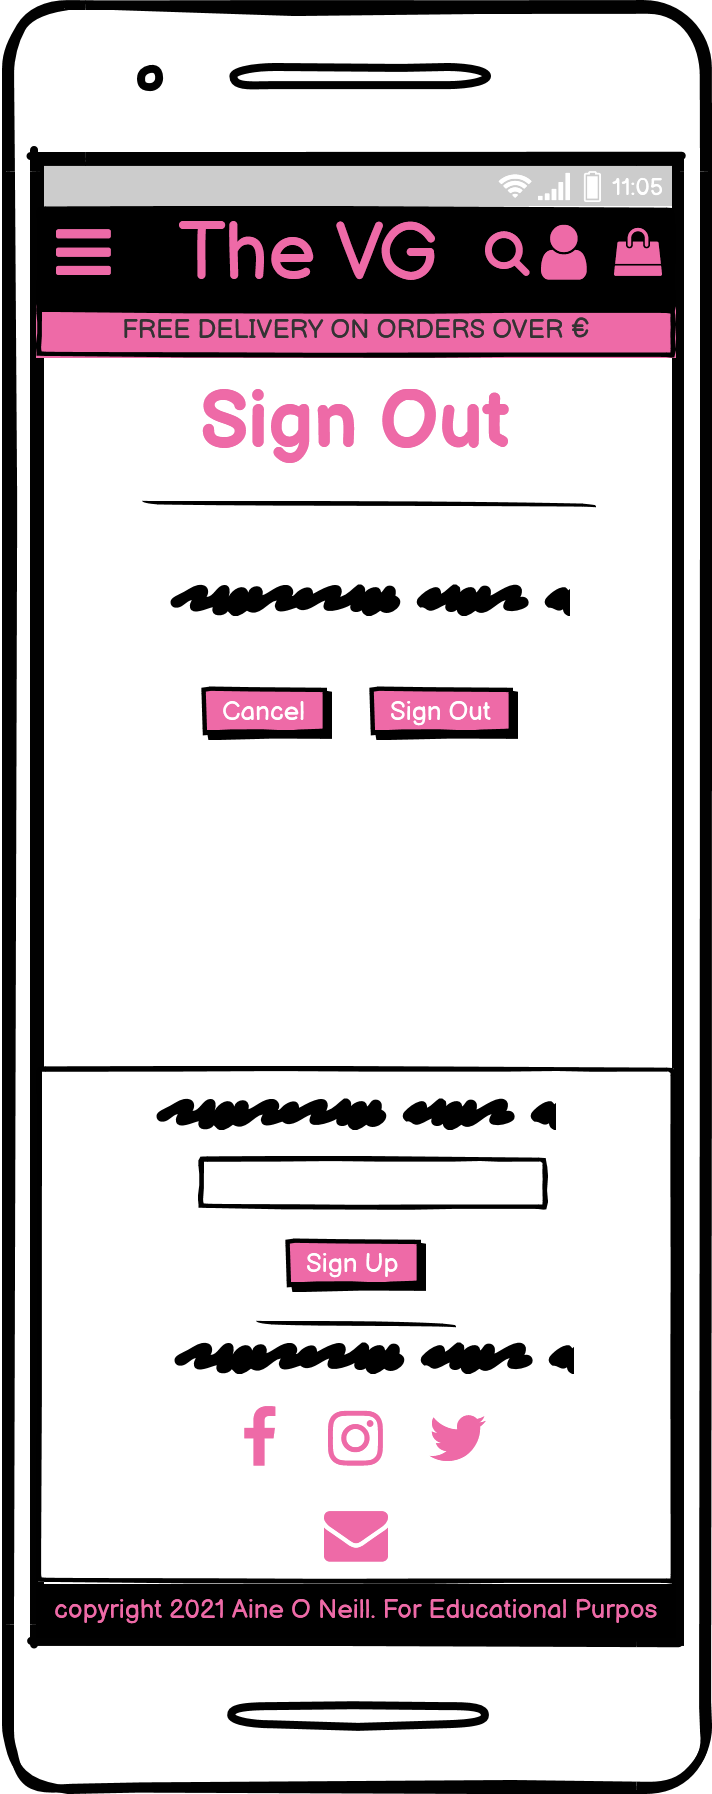 11:05
The VG
FREE DELIVERY ON ORDERS OVER €
Sign Out
Cancel Sign Out
Sign Up
copyright 2021 Aine O Neill. For Educational Purpos